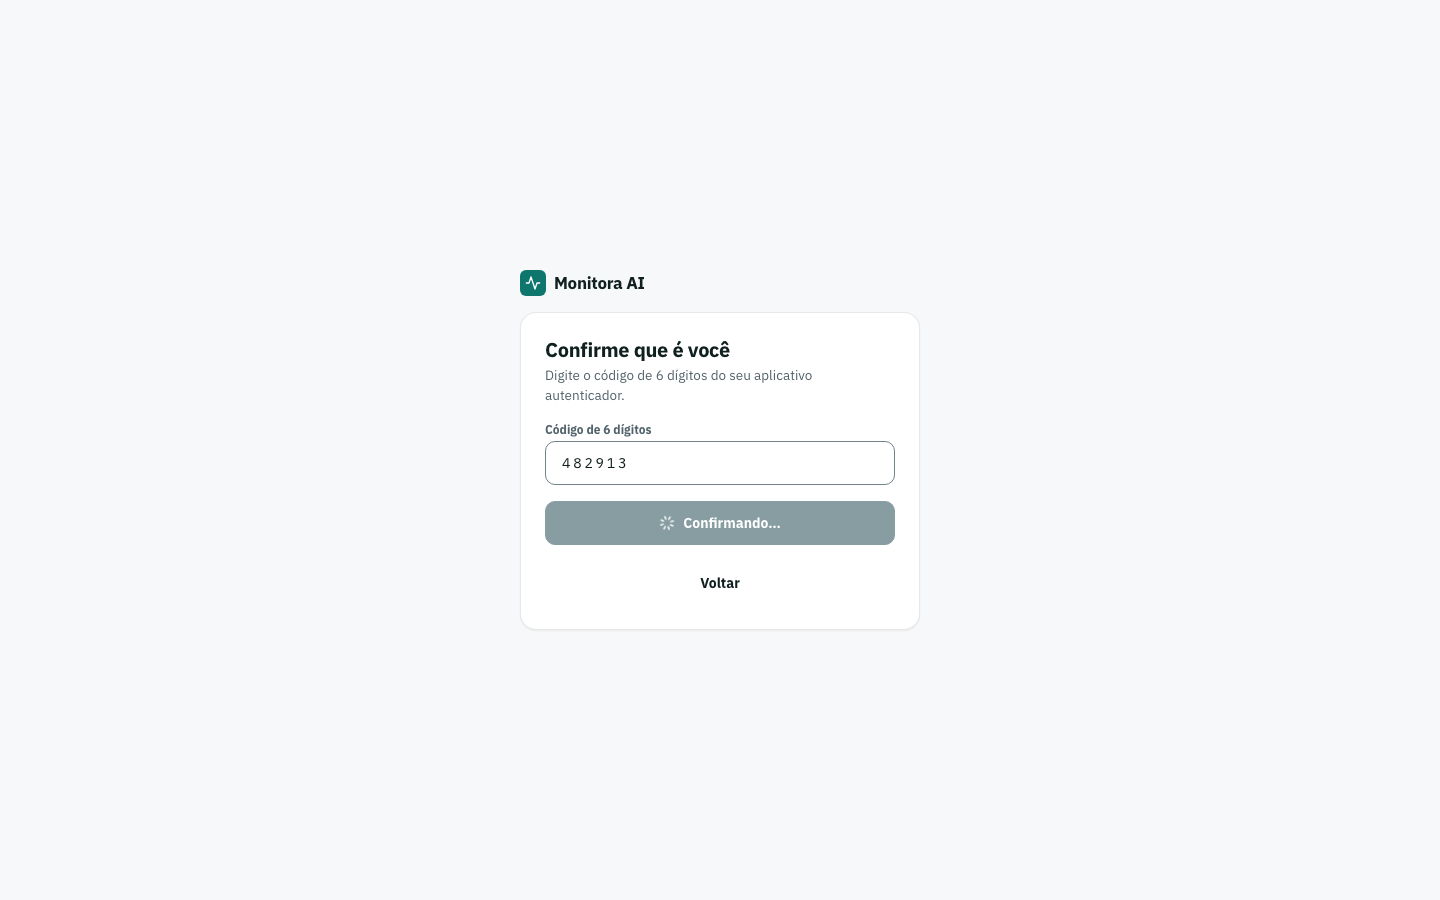 Monitora AI
Confirme que é você
Digite o código de 6 dígitos do seu aplicativo
autenticador.
Código de 6 dígitos
482913
Confirmando...
Voltar